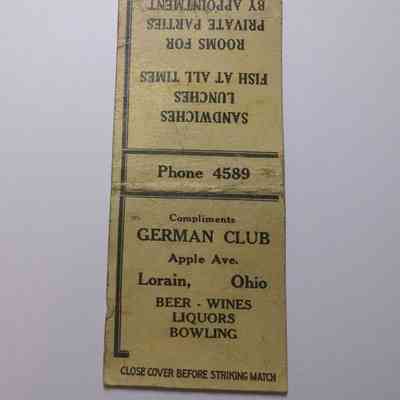 SANDWICHES
LUNCHES
FISH AT ALL TIMES
ROOMS FOR
PRIVATE PARTIES
BY APPOINTMENT
Phone 4589
Compliments
GERMAN CLUB
Apple Ave.
Lorain, Ohio
BEER - WINES
LIQUORS
BOWLING
CLOSE COVER BEFORE STRIKING MATCH